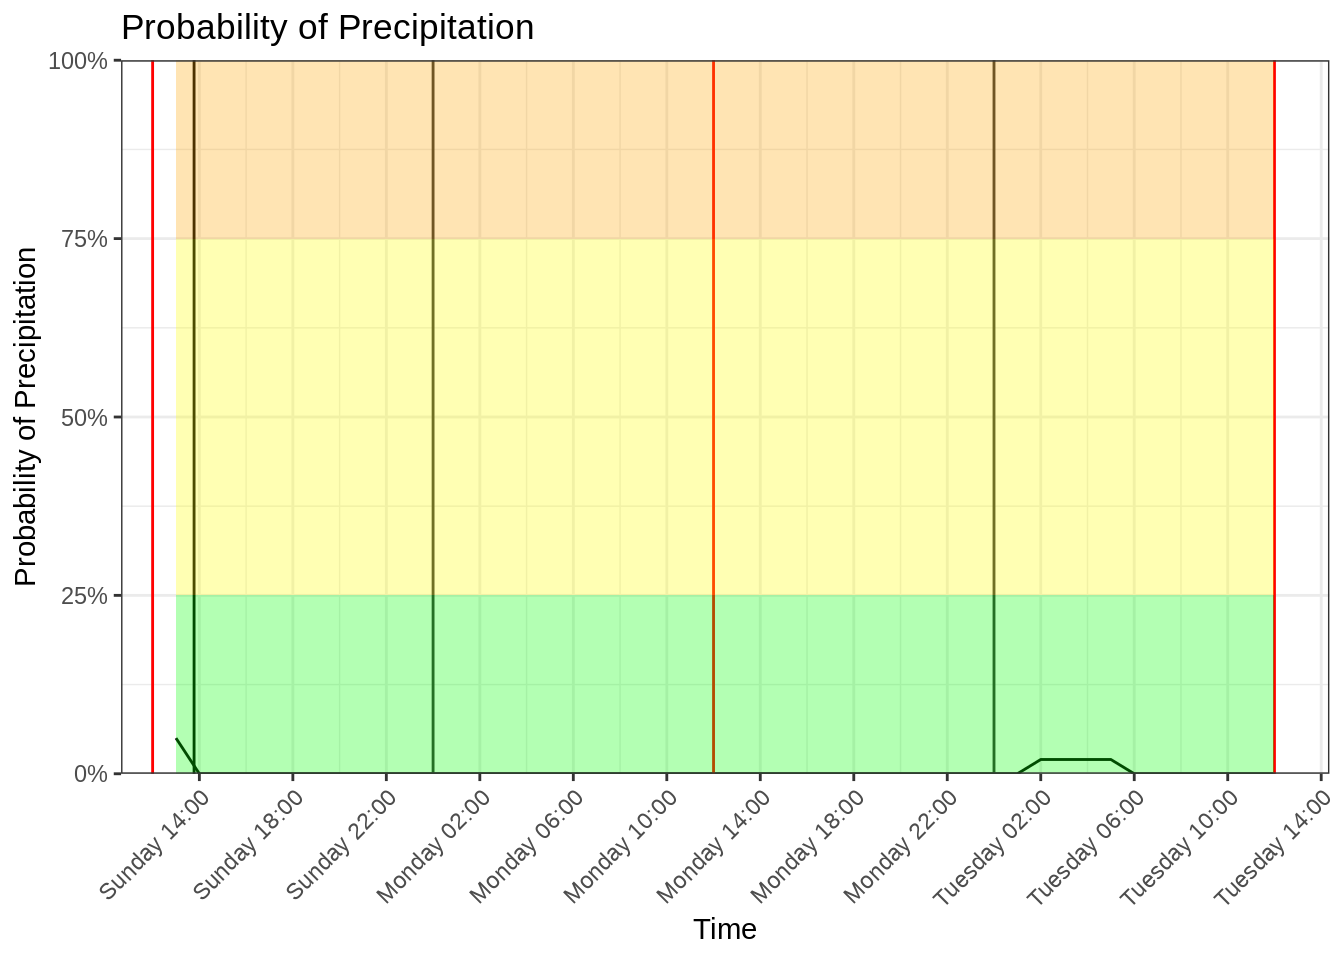 Probability of Precipitation
Probability of Precipitation
100%
75%
50%
25%
0%
Sunday 14:00
Sunday 18:00
Sunday 22:00
Monday 02:00
Monday 06:00
Monday 10:00
Monday 14:00
Monday 18:00
Monday 22:00
Tuesday 02:00
Tuesday 06:00
Tuesday 10:00
Tuesday 14:00
Time